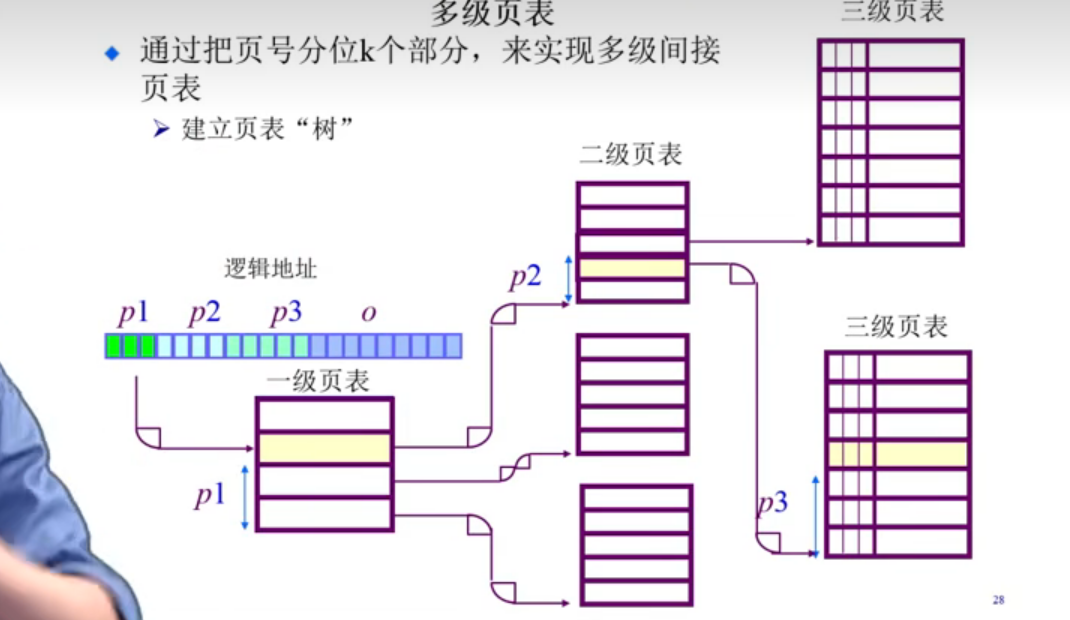 多级页表
通过把页号分位k个部分，来实现多级间接
页表
建立页表“树”
三级页表
二级页表
逻辑地址
p1 p2 p3 o
p2
一级页表
p1
三级页表
p3
28